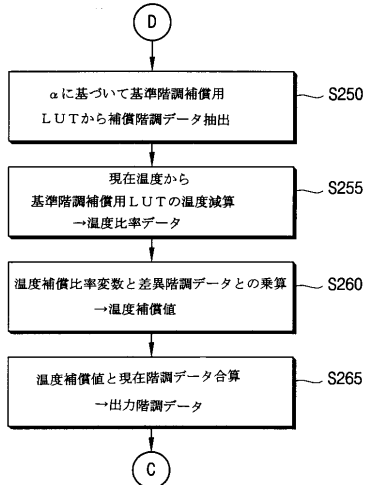 D
αに基づいて基準階調補償用
LUTから補償階調データ抽出
S250
現在温度から
基準階調補償用LUTの温度減算
→温度比率データ
S255
温度補償比率変数と差異階調データとの乗算
→温度補償値
S260
温度補償値と現在階調データ合算
→出力階調データ
S265
C